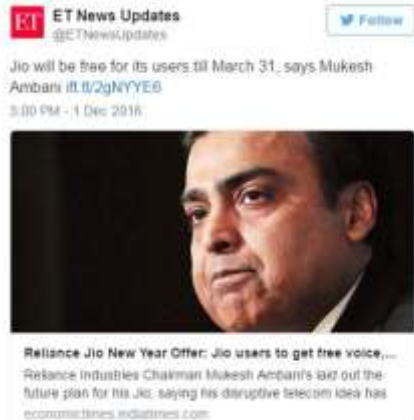 ET
ET News Updates
@ETNewsUpdates
Follow
Jio will be free for its users till March 31, says Mukesh
Ambani ift.tt/2gNYYE6
3:00 PM - 1 Dec 2016
Reliance Jio New Year Offer: Jio users to get free voice,...
Reliance Industries Chairman Mukesh Ambani's laid out the
future plan for his Jio, saying his disruptive telecom idea has
economictimes.indiatimes.com